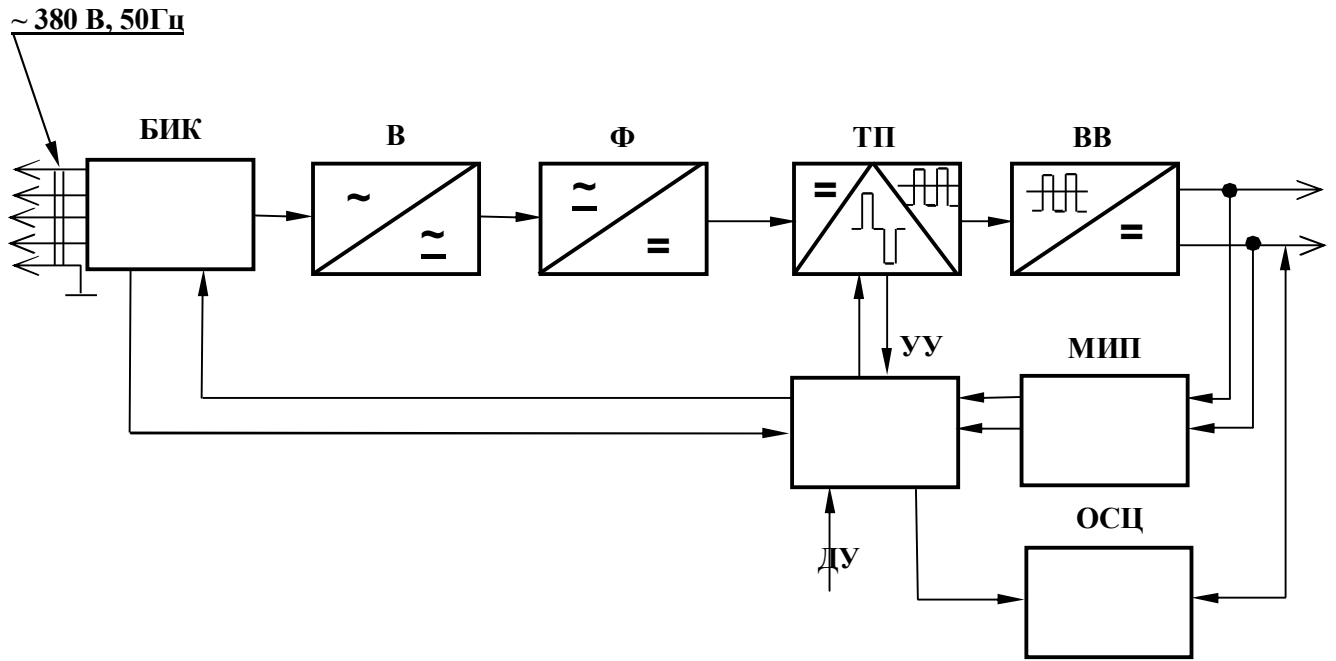 ~ 380 В, 50Гц
БИК
В
Ф
ТП
ВВ
~
~
~
=
=
=
УУ
МИП
ОСЦ
ДУ